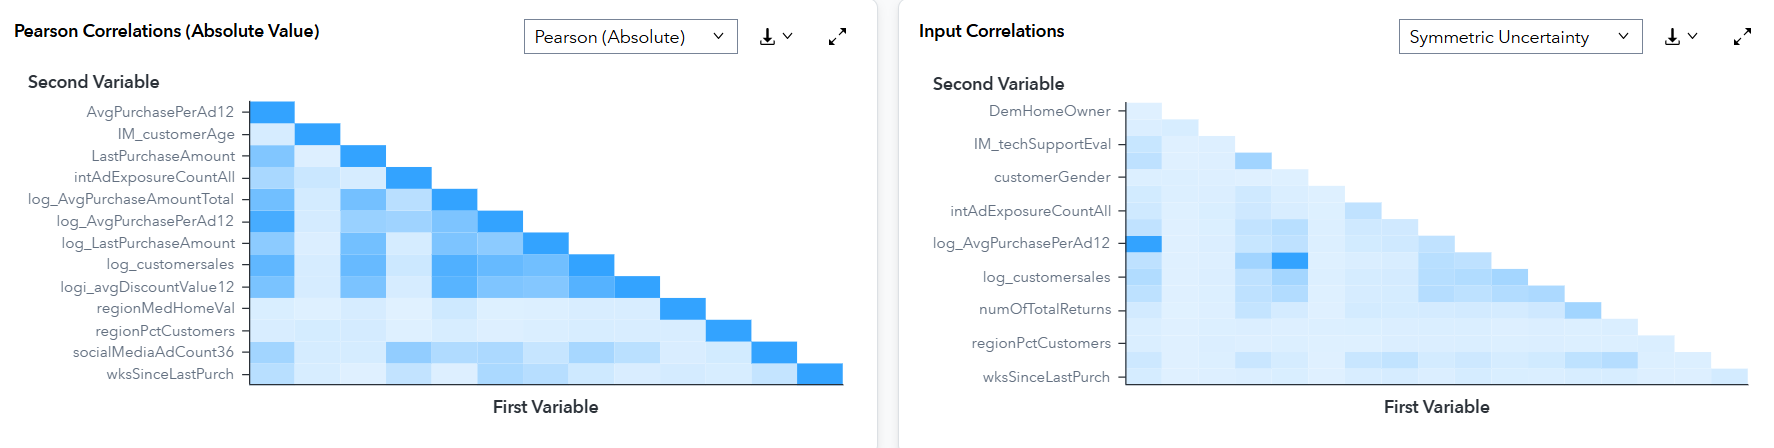 Pearson Correlations (Absolute Value)
Pearson (Absolute)
Second Variable
AvgPurchasePerAd12
IM_customerAge
LastPurchaseAmount
intAdExposureCountAll
log_AvgPurchaseAmountTotal
log_AvgPurchasePerAd12
log_LastPurchaseAmount
log_customersales
logi_avgDiscountValue12
regionMedHomeVal
regionPctCustomers
socialMediaAdCount36
wksSinceLastPurch
First Variable
Input Correlations
Symmetric Uncertainty
Second Variable
DemHomeOwner
IM_techSupportEval
customerGender
intAdExposureCountAll
log_AvgPurchasePerAd12
log_customersales
numOfTotalReturns
regionPctCustomers
wksSinceLastPurch
First Variable